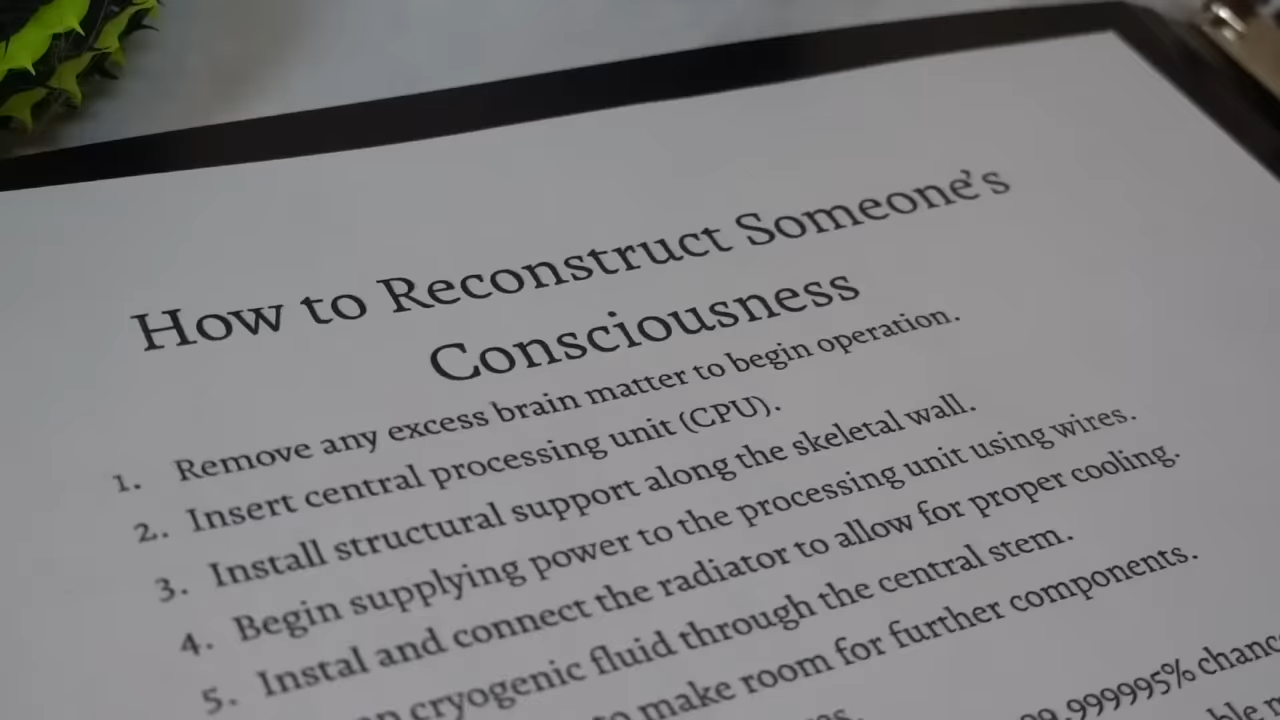 How to Reconstruct Someone's
Consciousness
1. Remove any excess brain matter to begin operation.
2. Insert central processing unit (CPU).
3. Install structural support along the skeletal wall.
4. Begin supplying power to the processing unit using wires.
5. Instal and connect the radiator to allow for proper cooling.
cryogenic fluid through the central stem.
to make room for further components.
99.999995% chanc